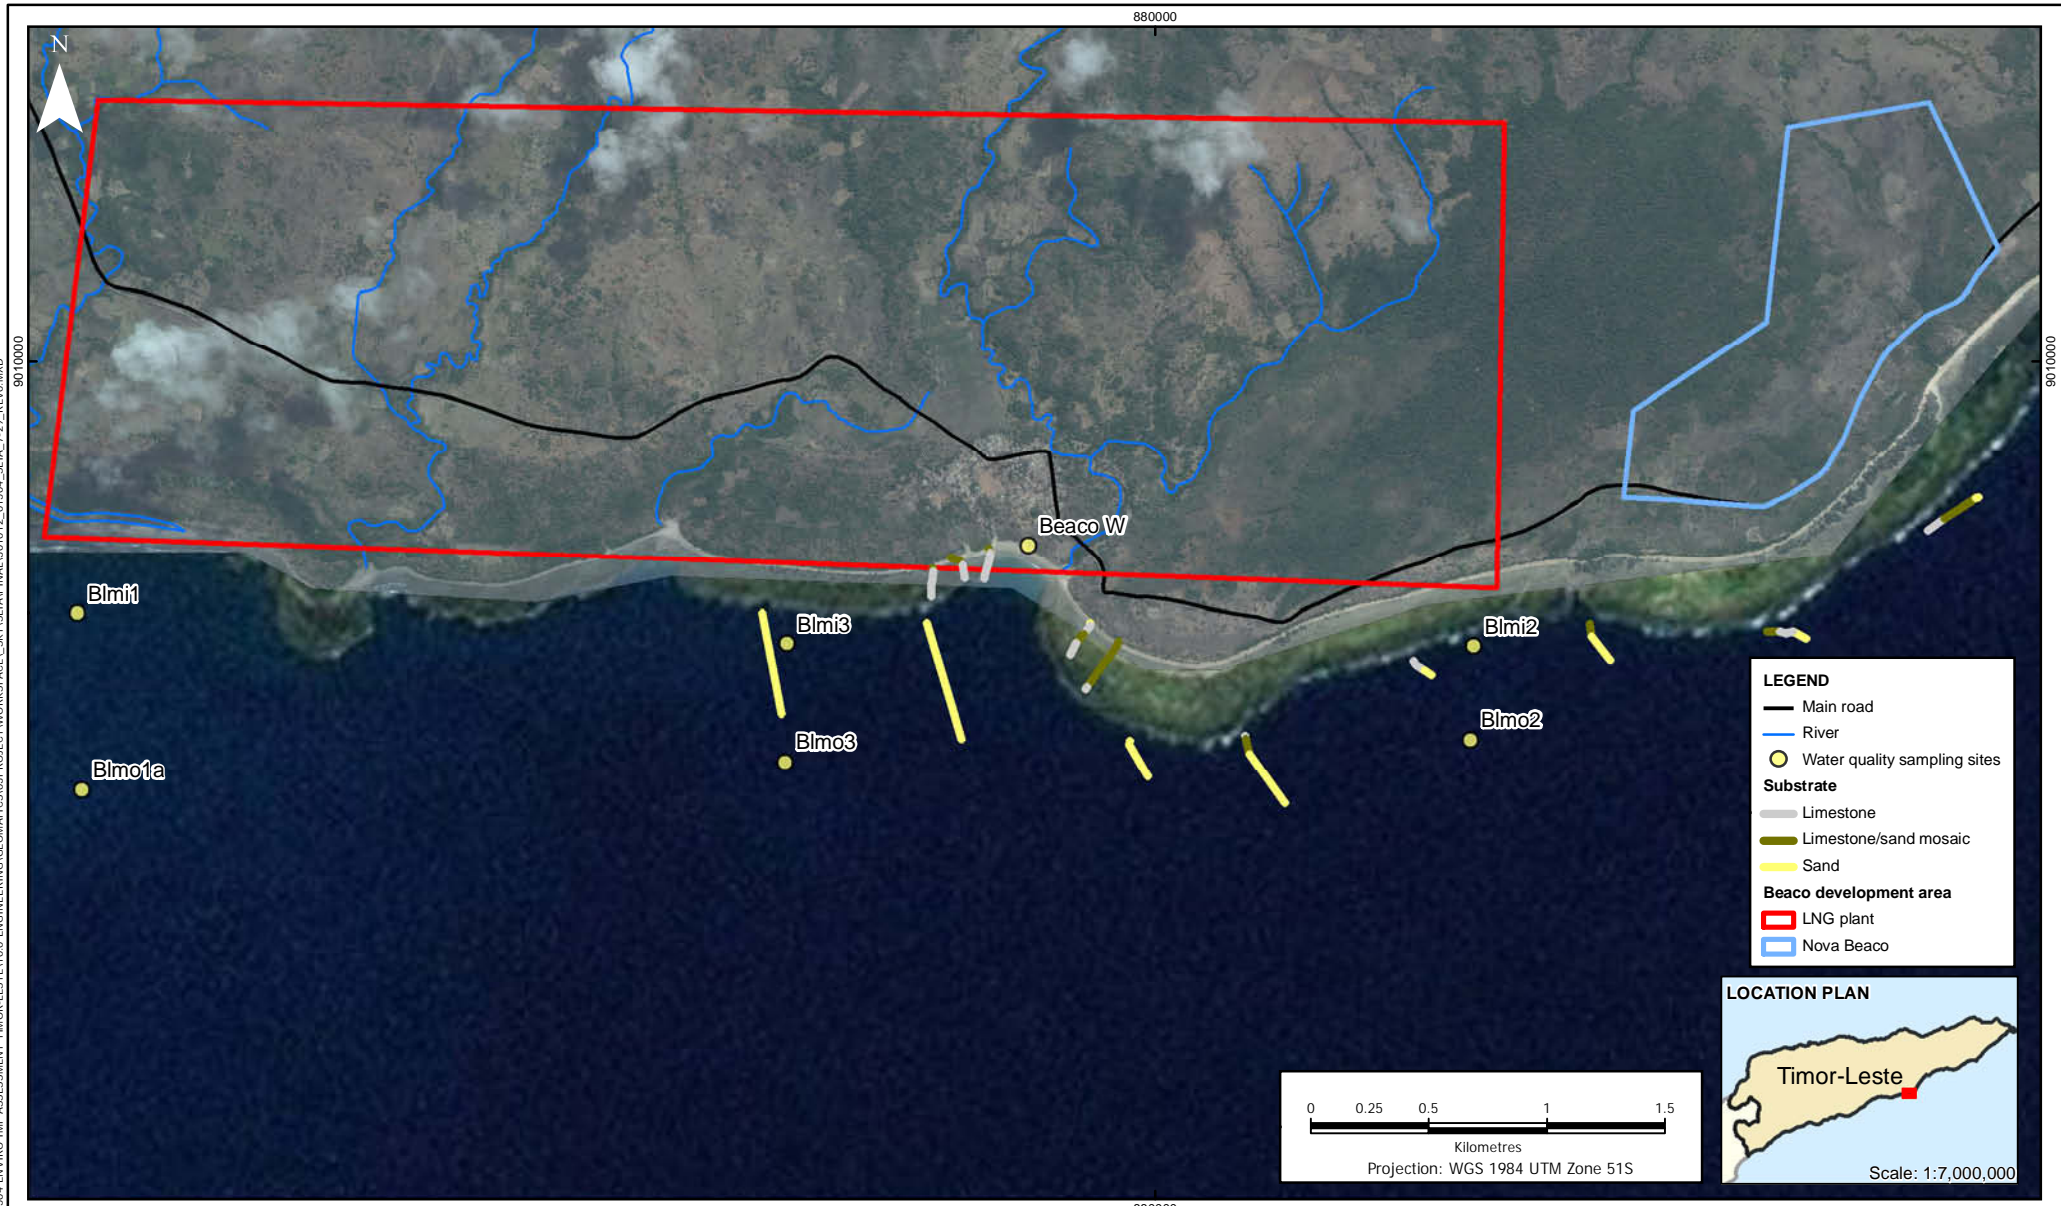 880000
N
9010000
9010000
Beaco W
Blmi1
Blmi3
Blmi2
Blmo2
Blmo3
Blmo1a
LEGEND
Main road
River
Water quality sampling sites
Substrate
Limestone
Limestone/sand mosaic
Sand
Beaco development area
LNG plant
Nova Beaco
LOCATION PLAN
Timor-Leste
Scale: 1:7,000,000
0 0.25 0.5 1 1.5
Kilometres
Projection: WGS 1984 UTM Zone 51S